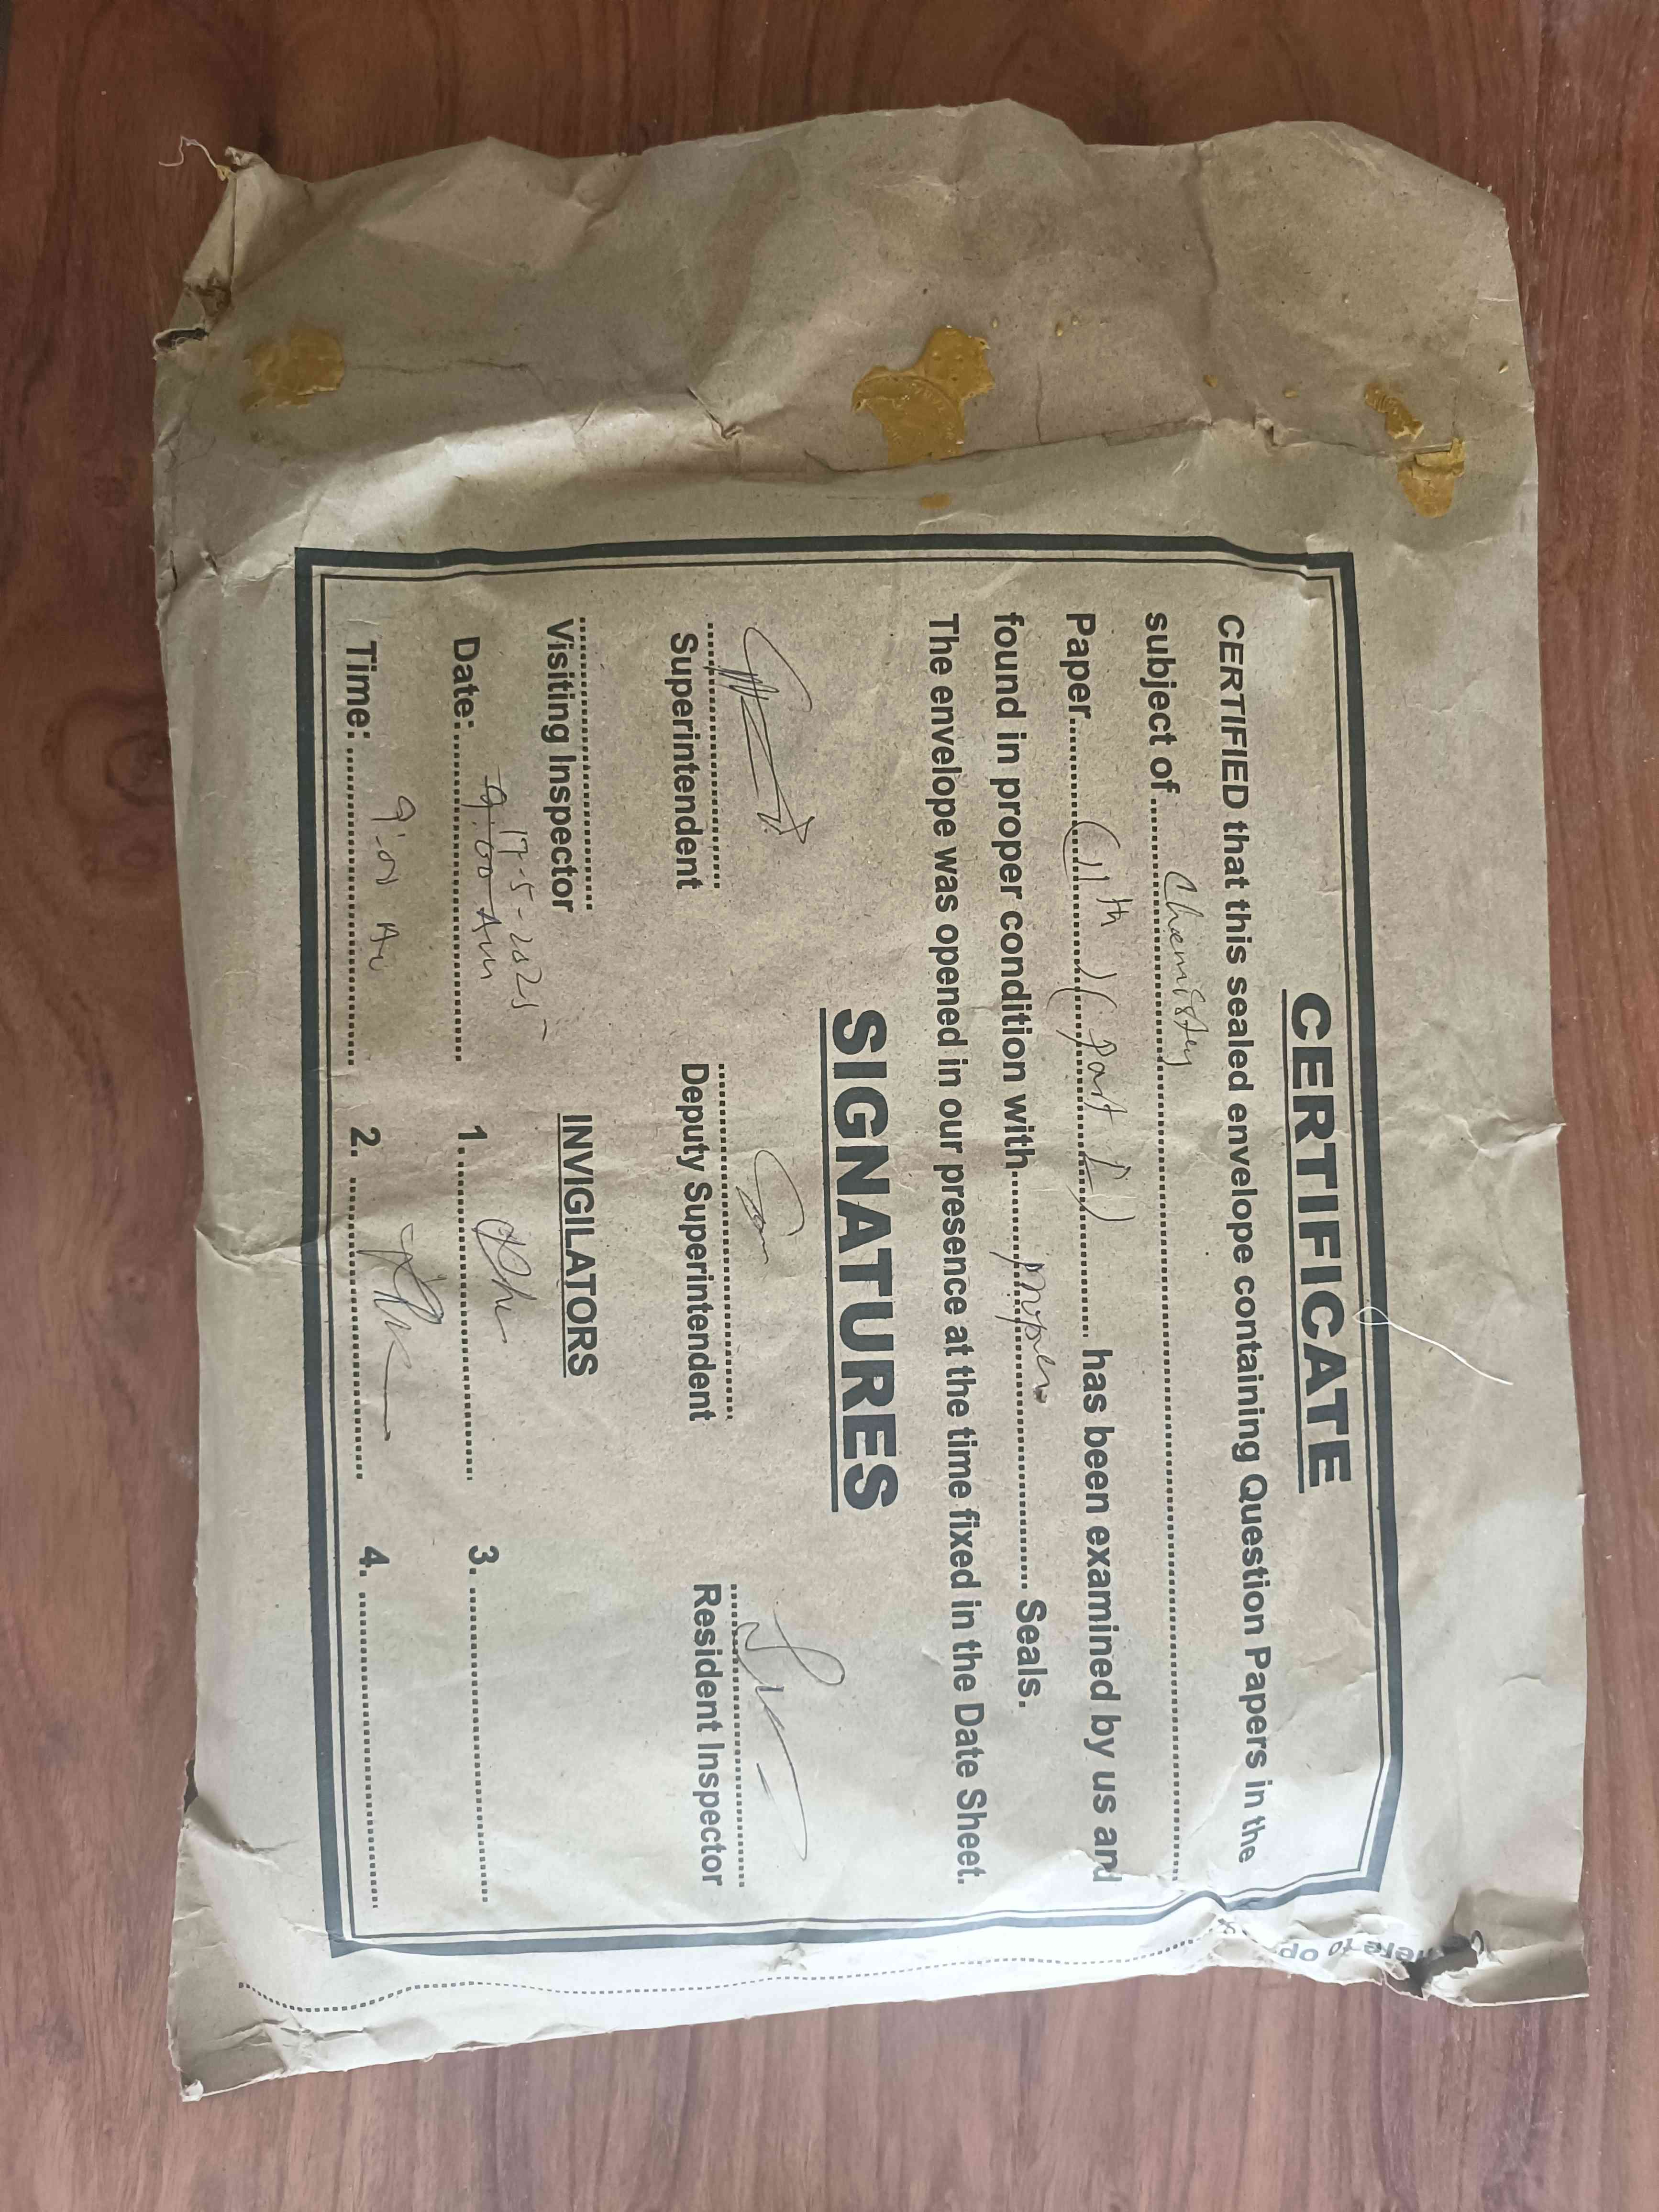 CERTIFICATE
CERTIFIED that this sealed envelope containing Question Papers in the
subject of Chemistry
Paper (11th) (Part I) has been examined by us and
found in proper condition with proper Seals.
The envelope was opened in our presence at the time fixed in the Date Sheet.
SIGNATURES
Superintendent
Deputy Superintendent
Resident Inspector
Visiting Inspector
INVIGILATORS
17-5-2025
Date: 9:00 Am
1.
3.
Time: 9:
2.
4.
here to op